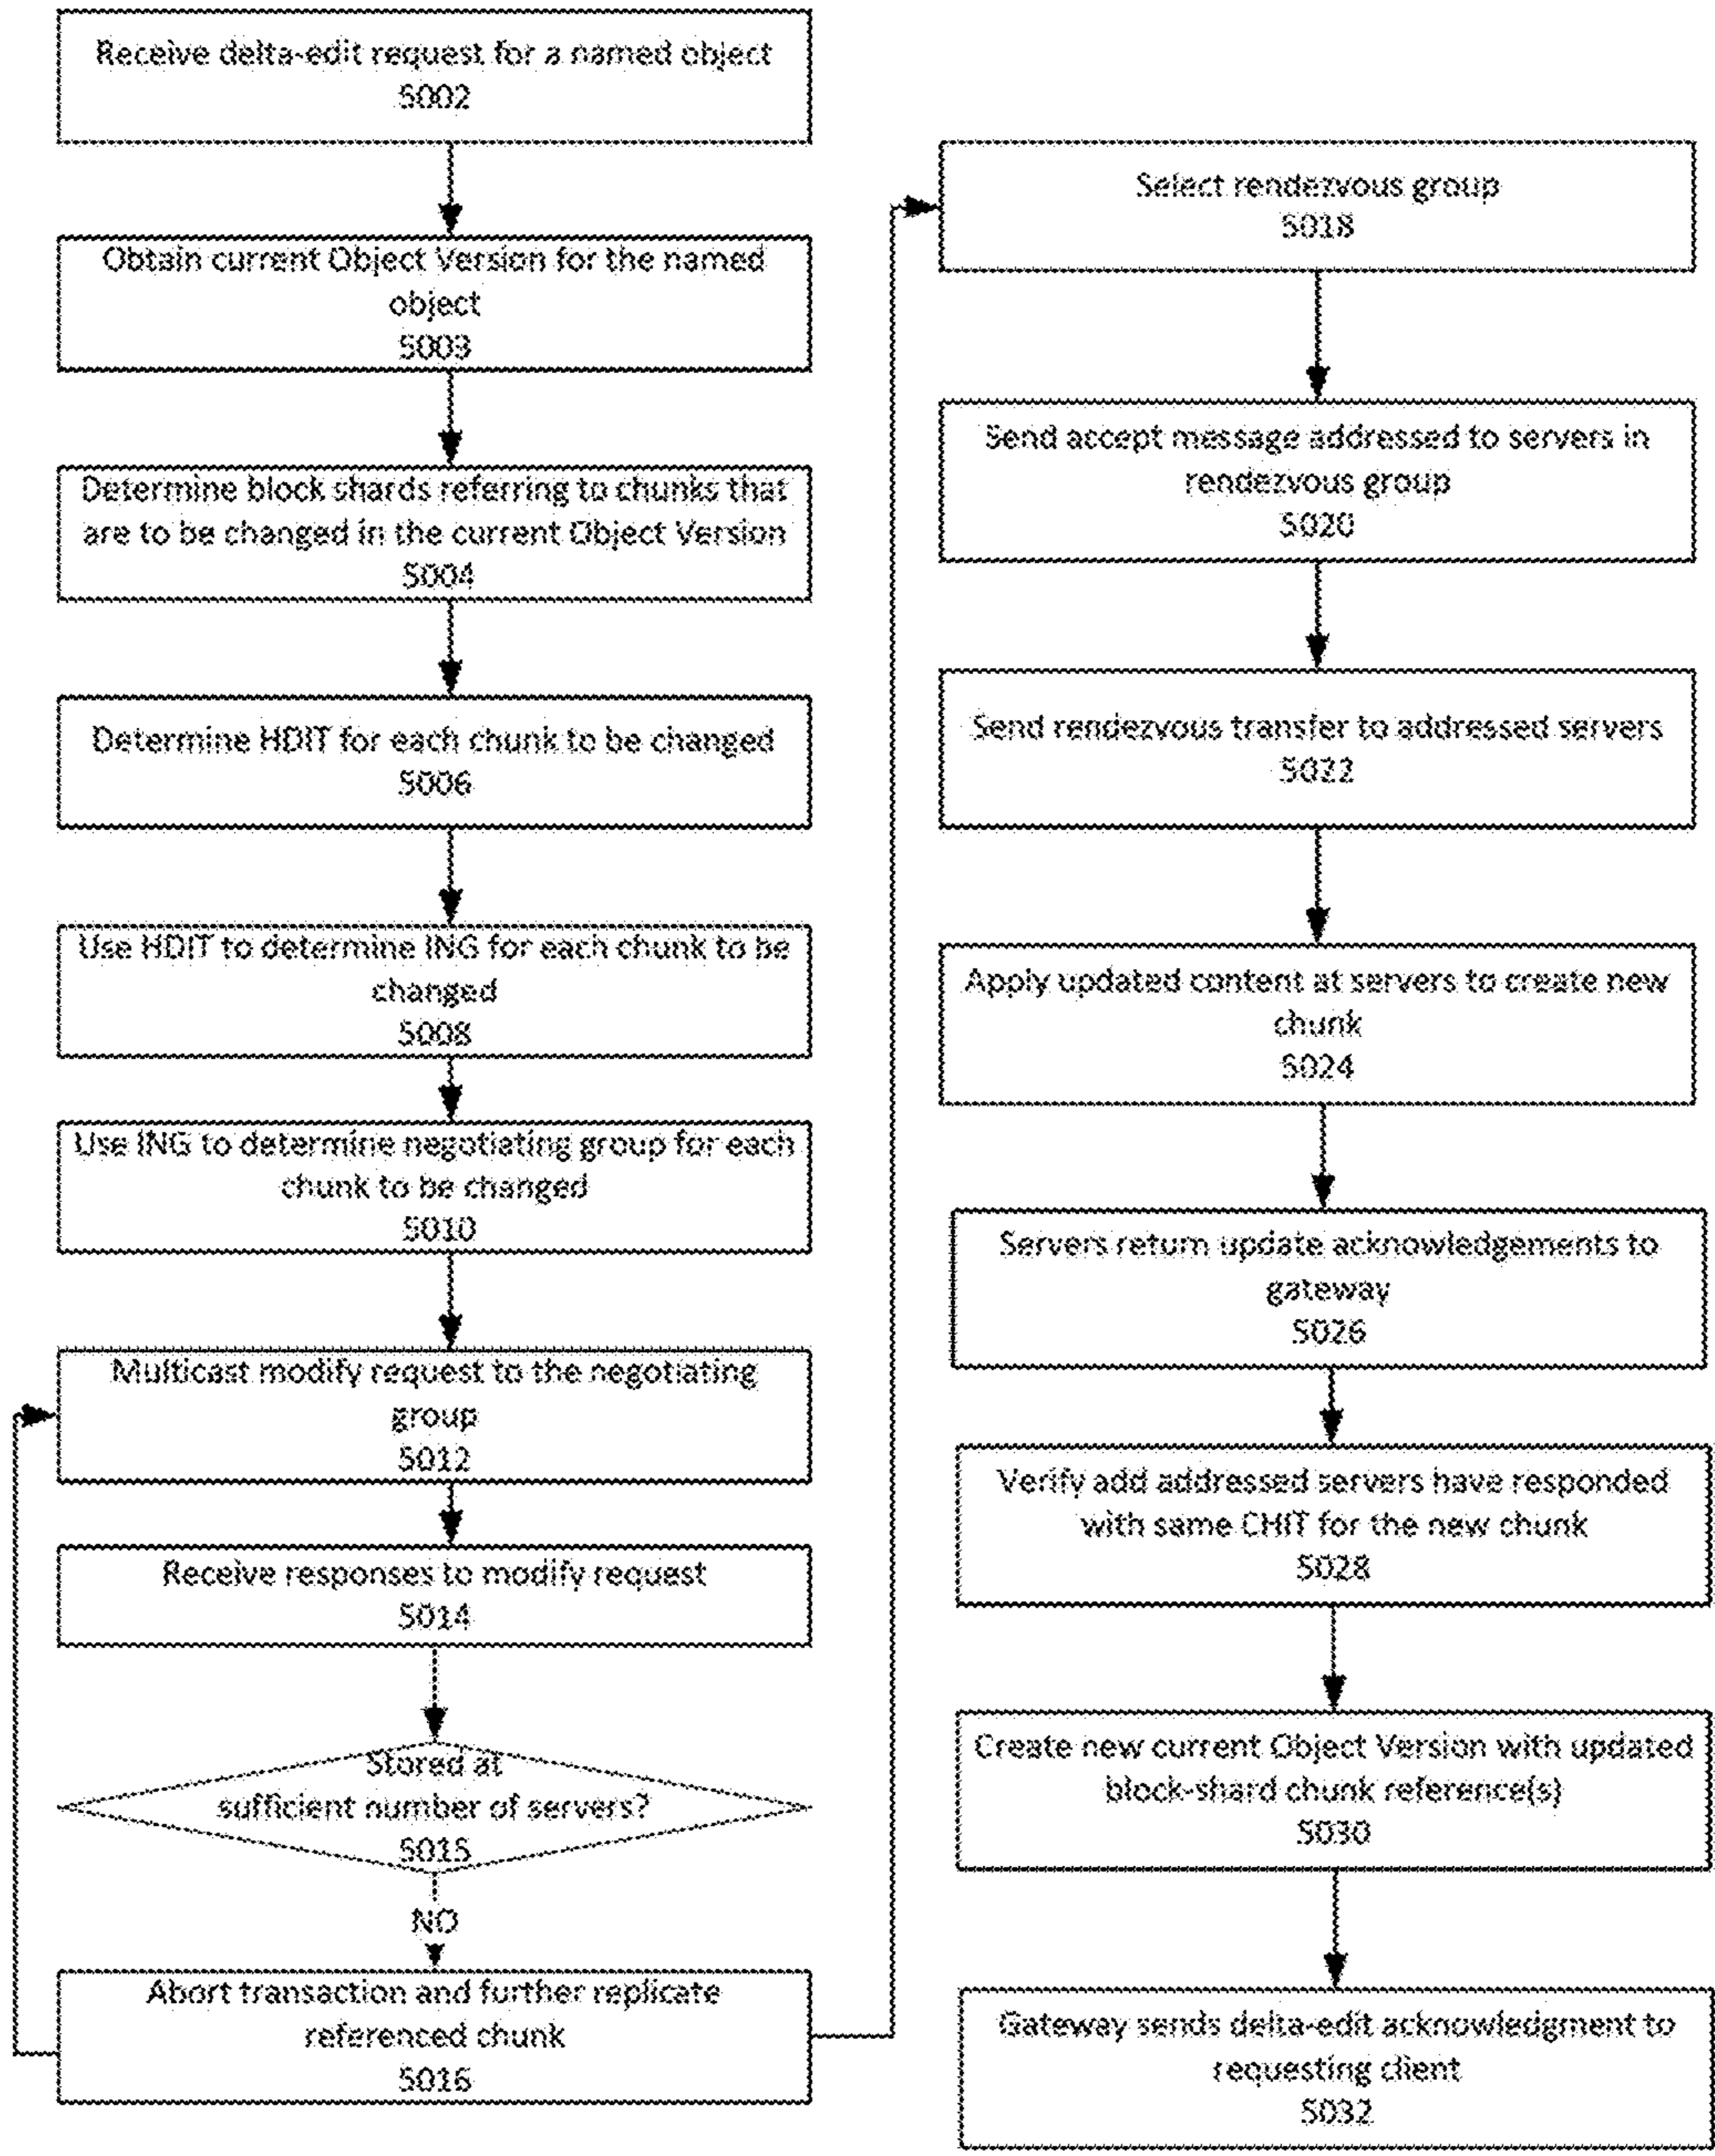 Receive delta-edit request for a named object
5002
Obtain current Object Version for the named
object
5003
Determine block shards referring to chunks that
are to be changed in the current Object Version
5004
Determine HDIT for each chunk to be changed
5006
Use HDIT to determine ING for each chunk to be
changed
5008
Use ING to determine negotiating group for each
chunk to be changed
5010
Multicast modify request to the negotiating
group
5012
Receive responses to modify request
5014
Stored at
sufficient number of servers?
5015
NO
Abort transaction and further replicate
referenced chunk
5016
Select rendezvous group
5018
Send accept message addressed to servers in
rendezvous group
5020
Send rendezvous transfer to addressed servers
5022
Apply updated content at servers to create new
chunk
5024
Servers return update acknowledgements to
gateway
5026
Verify add addressed servers have responded
with same CHIT for the new chunk
5028
Create new current Object Version with updated
block-shard chunk reference(s)
5030
Gateway sends delta-edit acknowledgment to
requesting client
5032